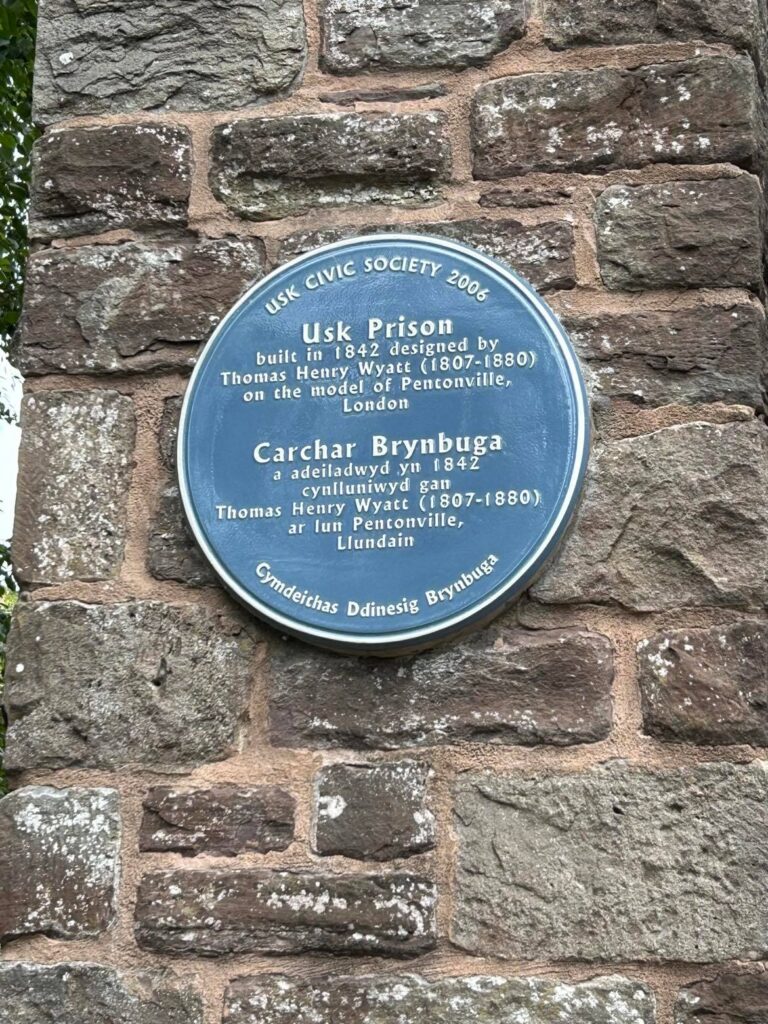 USK CIVIC SOCIETY 2006
Usk Prison
built in 1842 designed by
Thomas Henry Wyatt (1807-1880)
on the model of Pentonville,
London
Carchar Brynbuga
a adeiladwyd yn 1842
cynlluniwyd gan
Thomas Henry Wyatt (1807-1880)
ar lun Pentonville,
Llundain
Cymdeithas Ddinesig Brynbuga